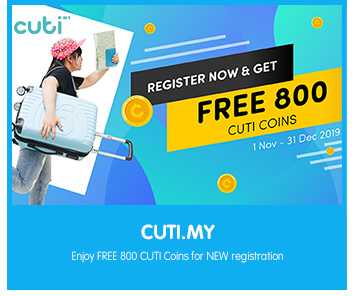 cuti.my
REGISTER NOW & GET
FREE 800
CUTI COINS
1 Nov - 31 Dec 2019
CUTI.MY
Enjoy FREE 800 CUTI Coins for NEW registration